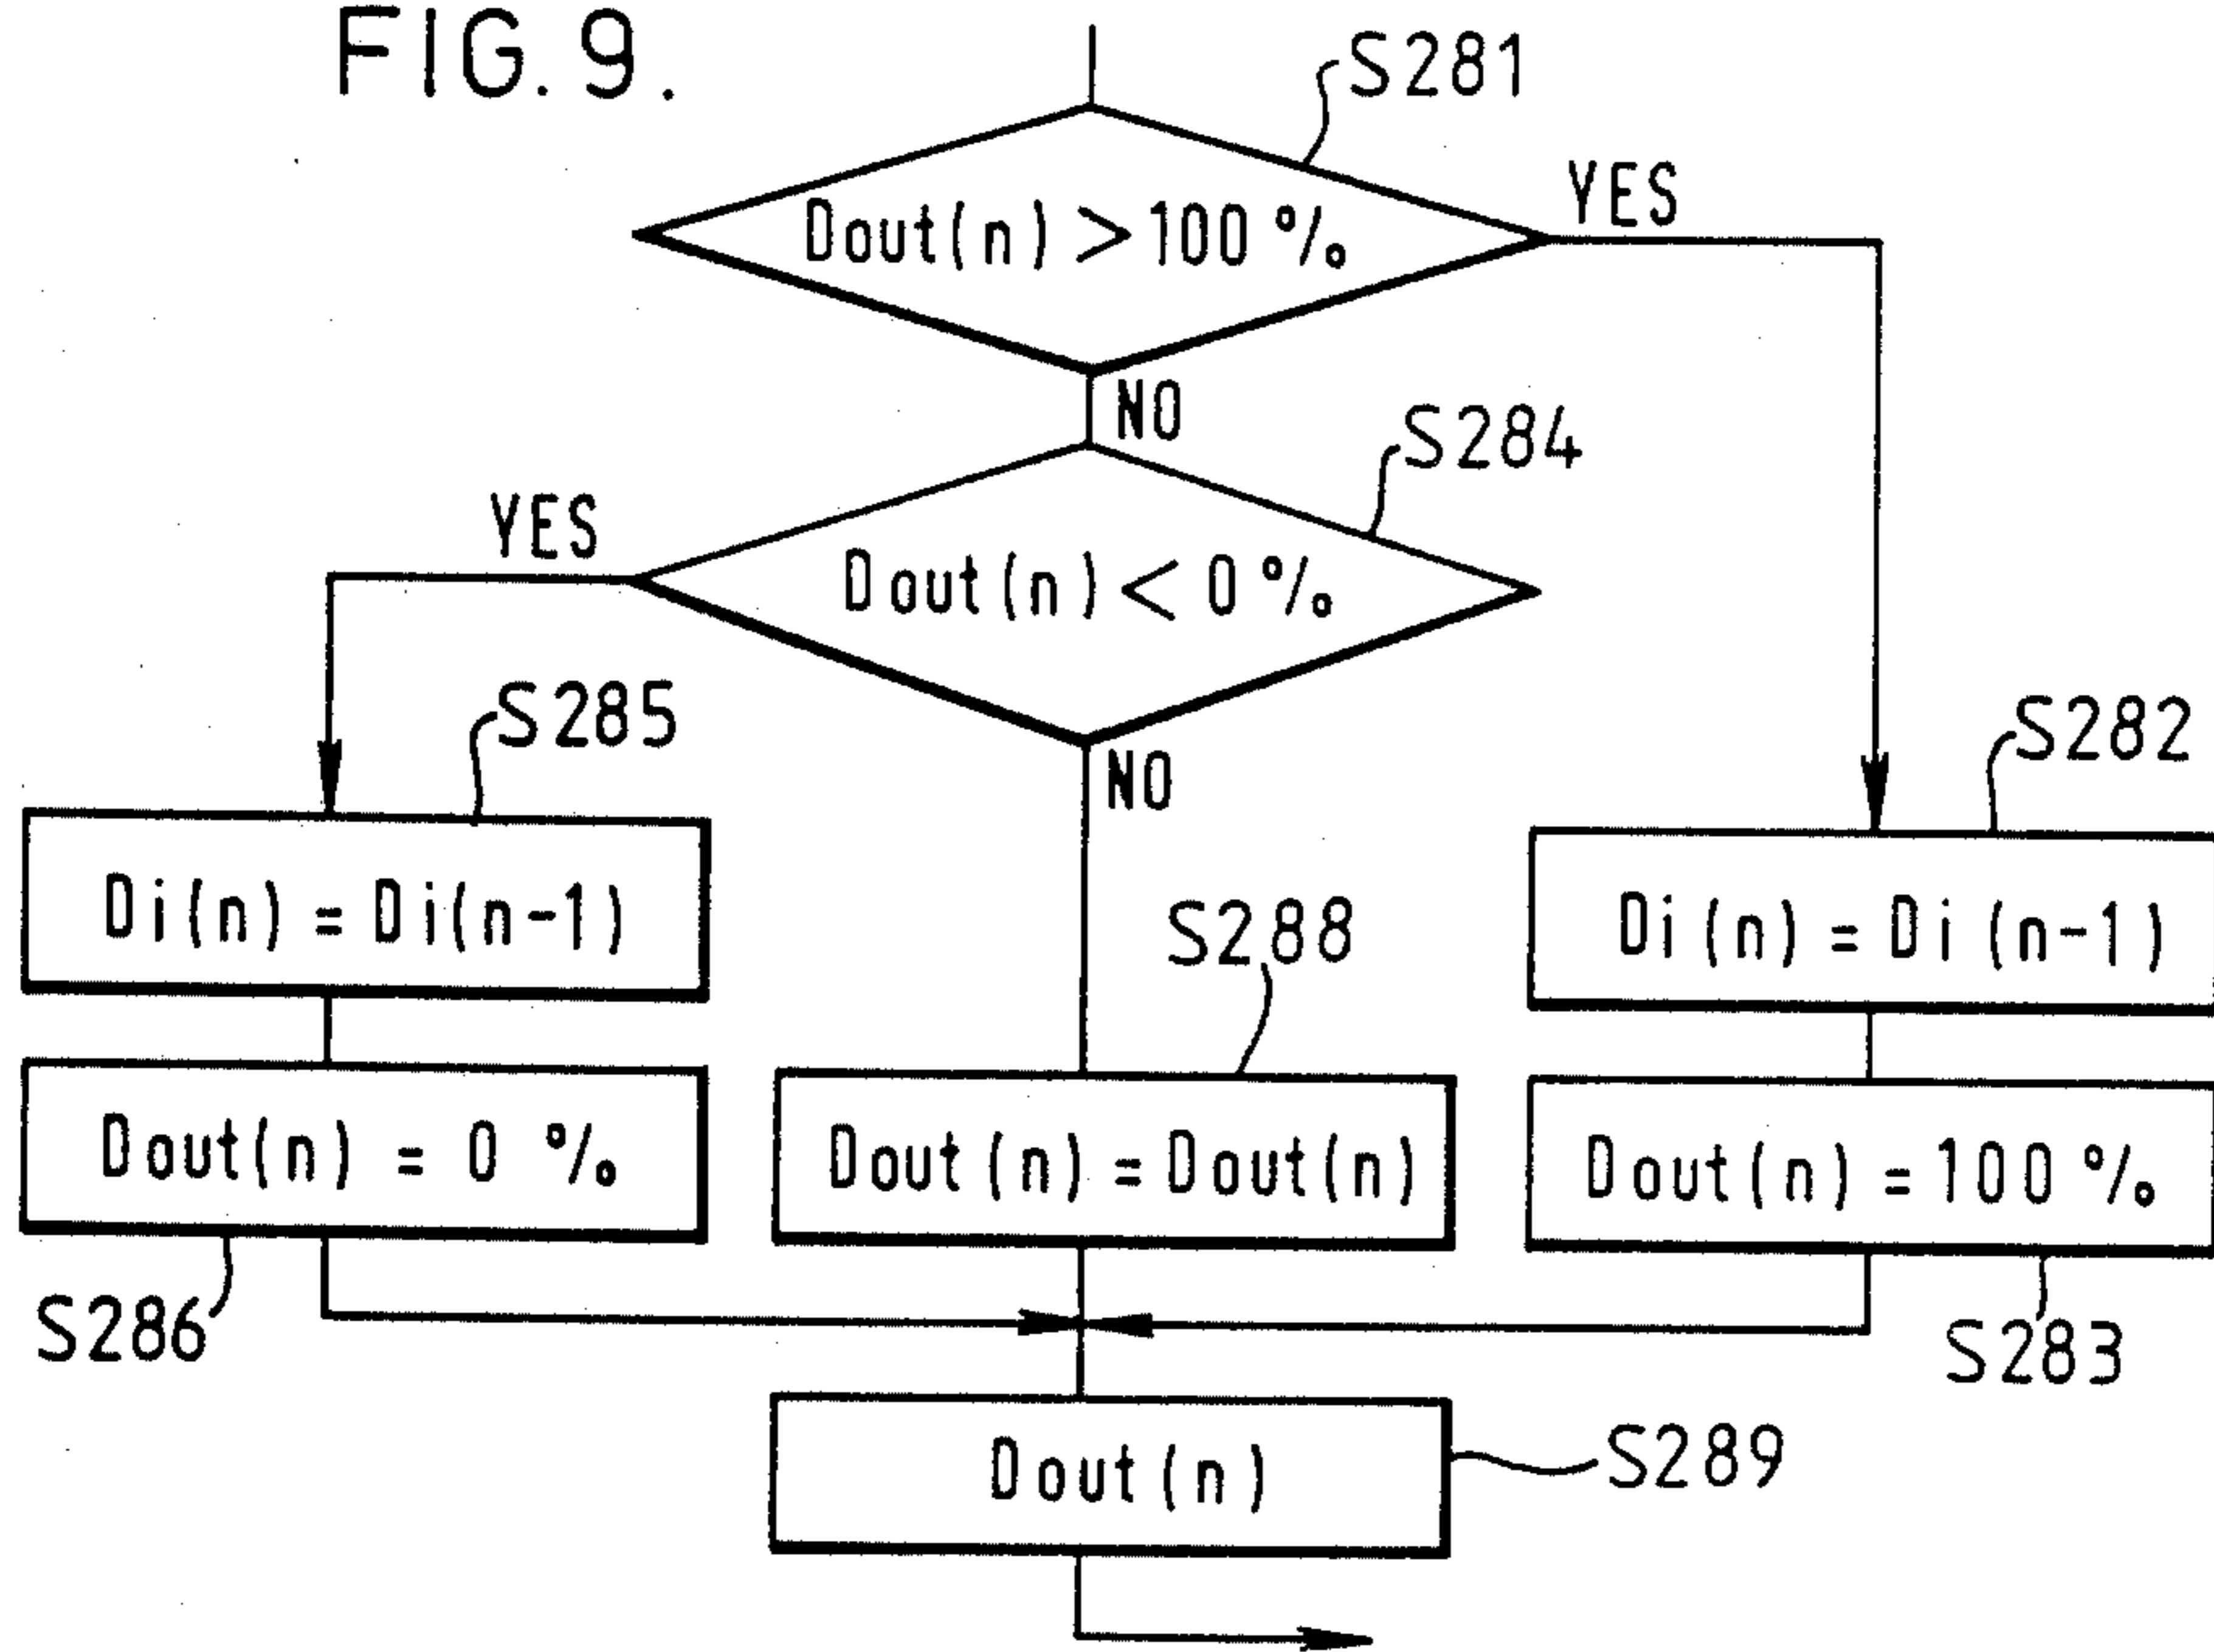 FIG. 9.
S281
Dout(n) > 100 %
YES
NO
S284
YES
Dout(n) < 0 %
NO
S285
S282
Di(n) = Di(n-1)
S288
Di(n) = Di(n-1)
Dout(n) = 0 %
Dout(n) = Dout(n)
Dout(n) = 100 %
S286
S283
Dout(n)
S289